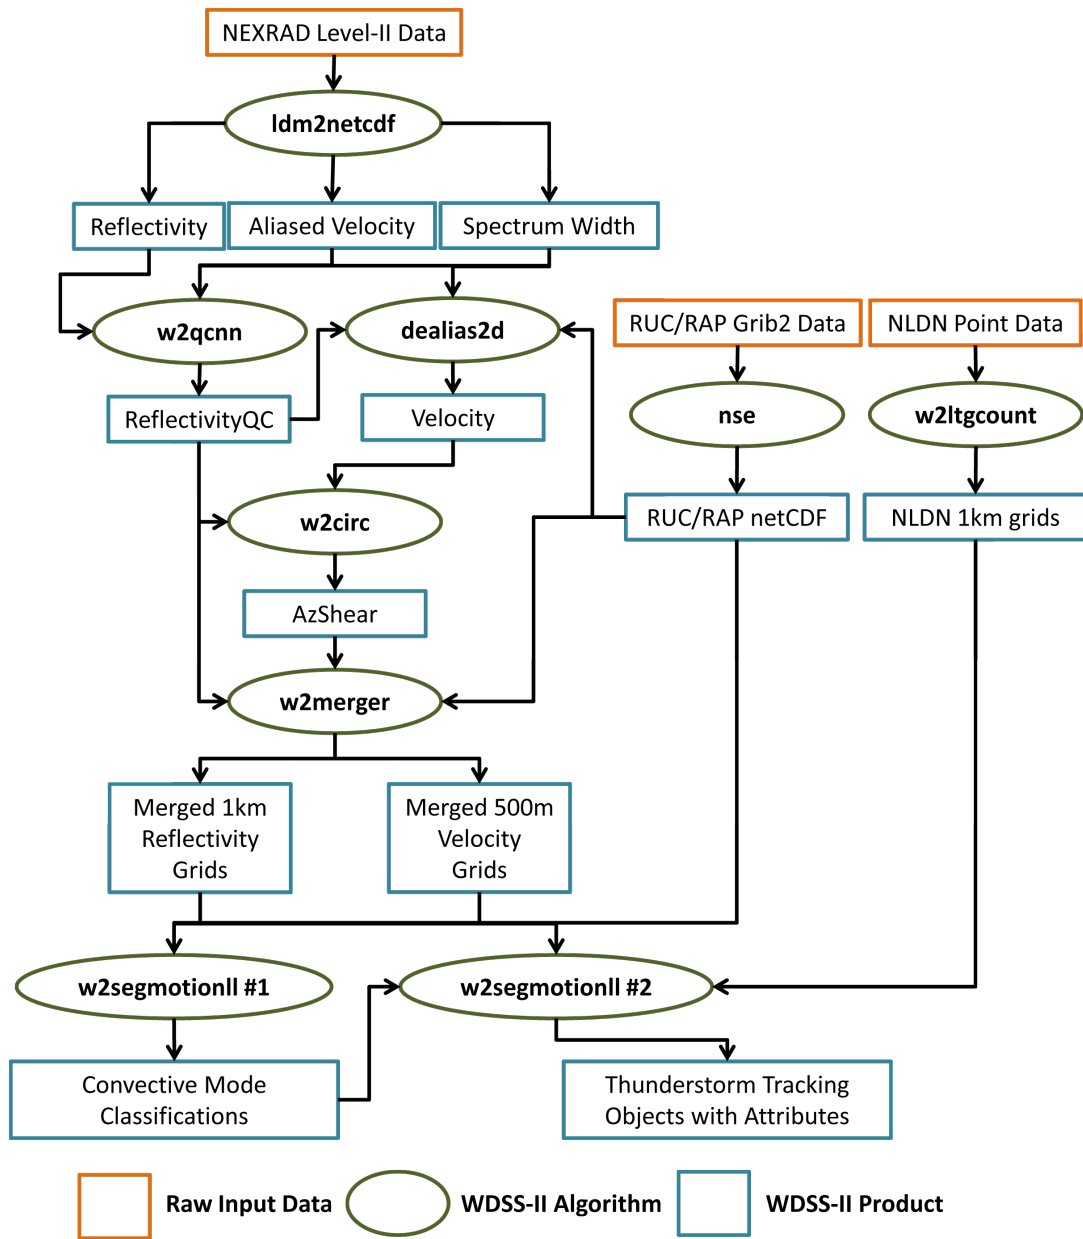 NEXRAD Level-II Data
ldm2netcdf
Reflectivity
Aliased Velocity
Spectrum Width
w2qcnn
dealias2d
RUC/RAP Grib2 Data
NLDN Point Data
ReflectivityQC
Velocity
nse
w2ltgcount
w2circ
RUC/RAP netCDF
NLDN 1km grids
AzShear
w2merger
Merged 1km
Reflectivity
Grids
Merged 500m
Velocity
Grids
w2segmotionll #1
w2segmotionll #2
Convective Mode
Classifications
Thunderstorm Tracking
Objects with Attributes
Raw Input Data
WDSS-II Algorithm
WDSS-II Product